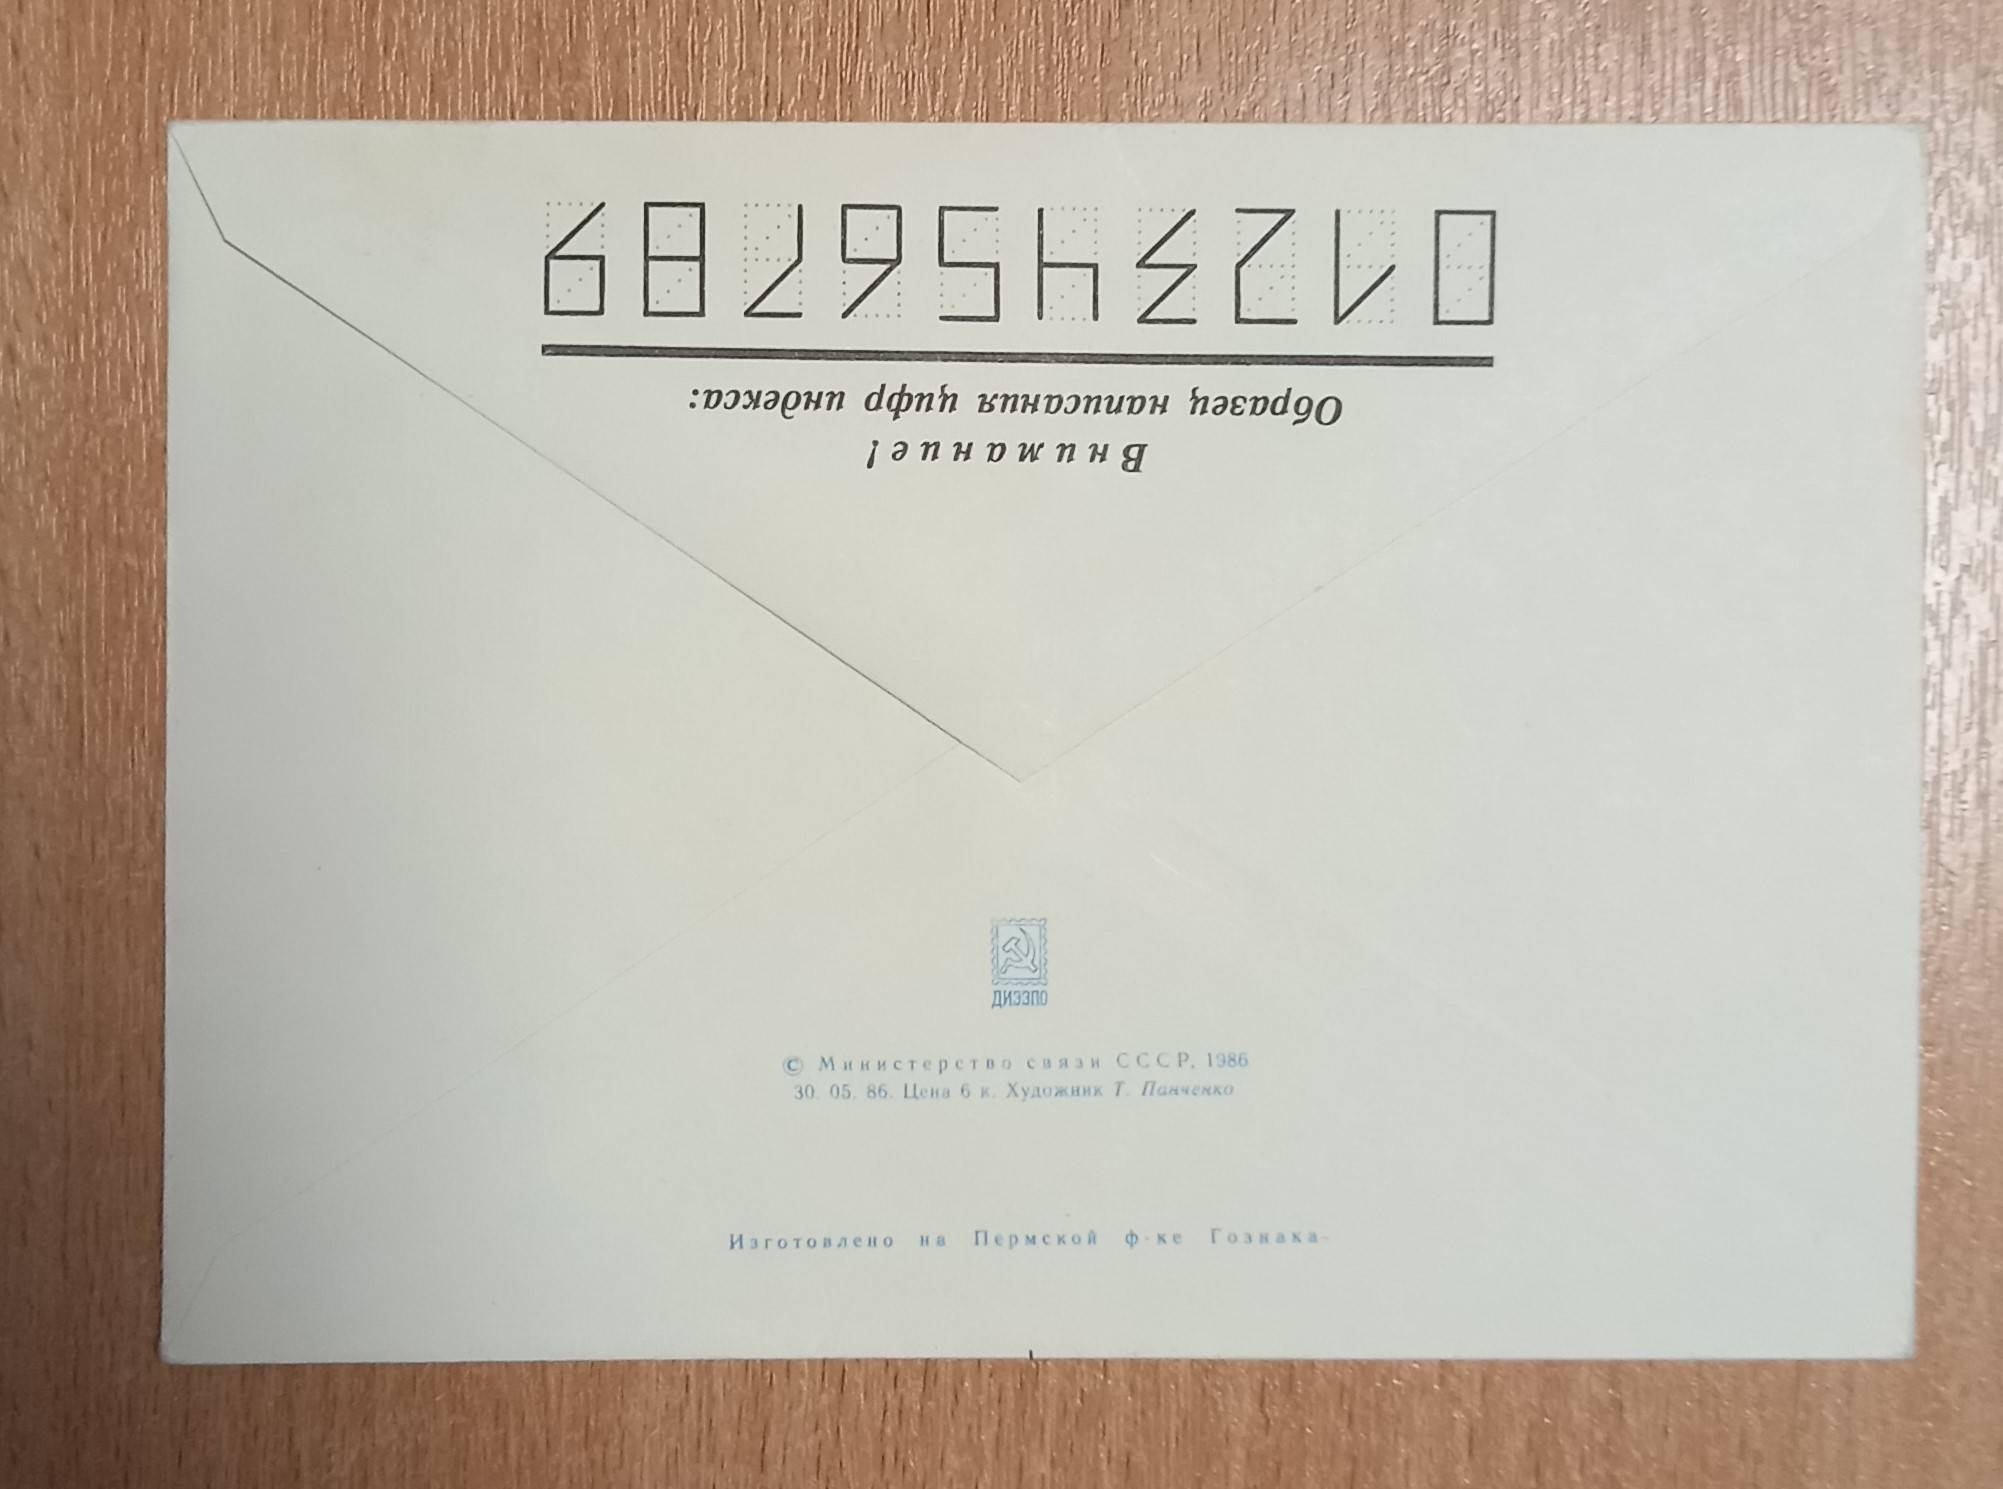 Внимание!
Образец написания цифр индекса:
0123456789
ДИЭЗПО
© Министерство связи СССР, 1986
30. 05. 86. Цена 6 к. Художник Т. Панченко
Изготовлено на Пермской ф-ке Гознака